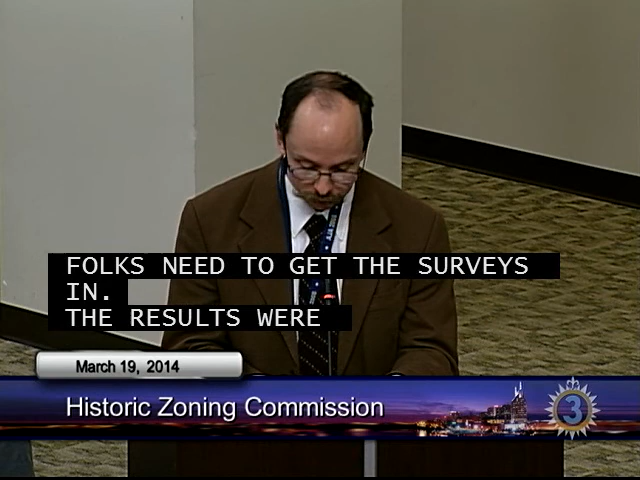 FOLKS NEED TO GET THE SURVEYS
IN.
THE RESULTS WERE
March 19, 2014
Historic Zoning Commission
3